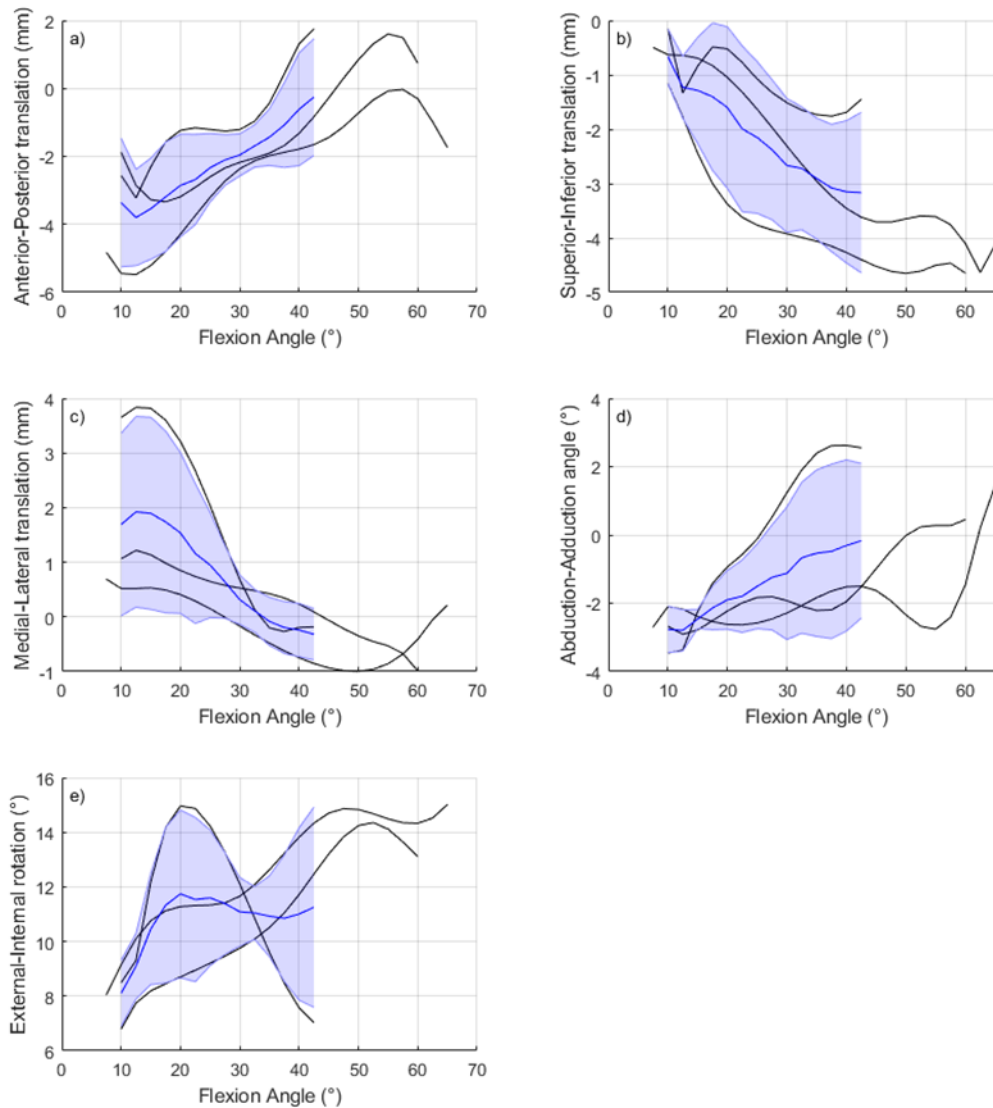 a)
Anterior-Posterior translation (mm)
2
0
-2
-4
-6
0 10 20 30 40 50 60 70
Flexion Angle (°)
b)
Superior-Inferior translation (mm)
0
-1
-2
-3
-4
-5
0 10 20 30 40 50 60
Flexion Angle (°)
c)
Medial-Lateral translation (mm)
4
3
2
1
0
-1
0 10 20 30 40 50 60 70
Flexion Angle (°)
d)
Abduction-Adduction angle (°)
4
2
0
-2
-4
0 10 20 30 40 50 60
Flexion Angle (°)
e)
External-Internal rotation (°)
16
14
12
10
8
6
0 10 20 30 40 50 60 70
Flexion Angle (°)